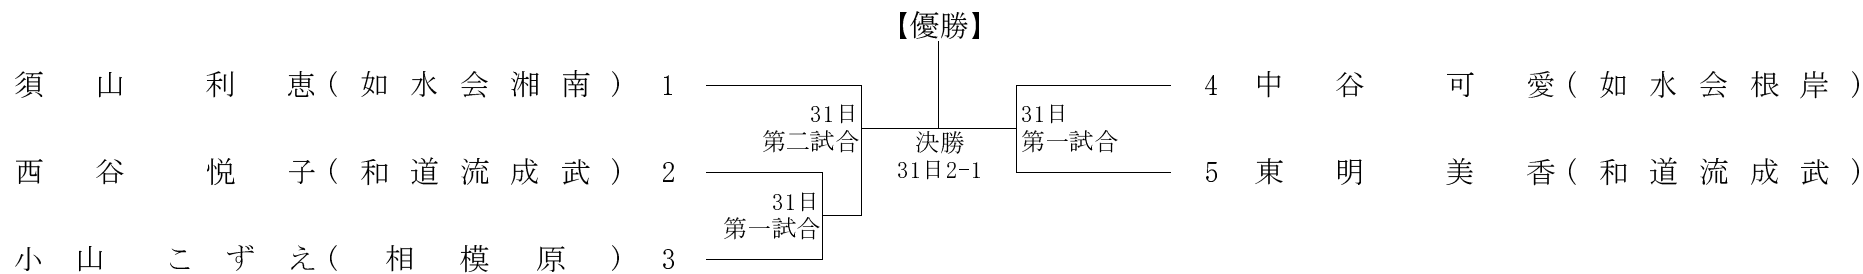 【優勝】
須山 利恵(如水会湘南) 1
4 中谷 可愛(如水会根岸)
31日
第二試合
31日
第一試合
決勝
31日2-1
西谷 悦子(和道流成武) 2
5 東明 美香(和道流成武)
31日
第一試合
小山 こずえ(相模原) 3